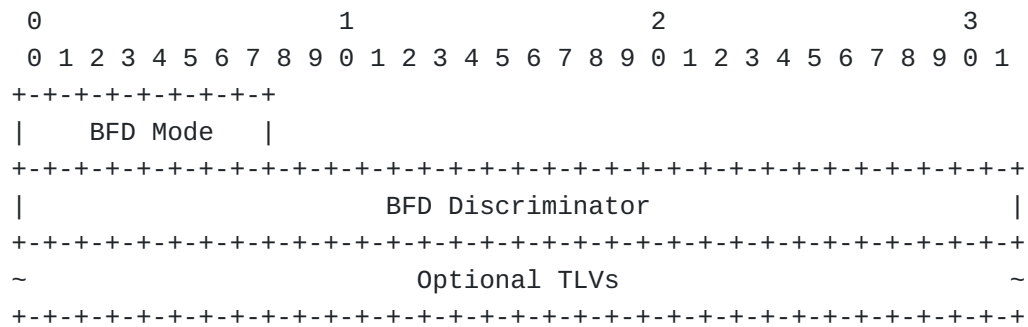 0                   1                   2                   3
 0 1 2 3 4 5 6 7 8 9 0 1 2 3 4 5 6 7 8 9 0 1 2 3 4 5 6 7 8 9 0 1
+-+-+-+-+-+-+-+-+
|    BFD Mode   |
+-+-+-+-+-+-+-+-+-+-+-+-+-+-+-+-+-+-+-+-+-+-+-+-+-+-+-+-+-+-+-+-+
|                       BFD Discriminator                       |
+-+-+-+-+-+-+-+-+-+-+-+-+-+-+-+-+-+-+-+-+-+-+-+-+-+-+-+-+-+-+-+-+
~                         Optional TLVs                         ~
+-+-+-+-+-+-+-+-+-+-+-+-+-+-+-+-+-+-+-+-+-+-+-+-+-+-+-+-+-+-+-+-+